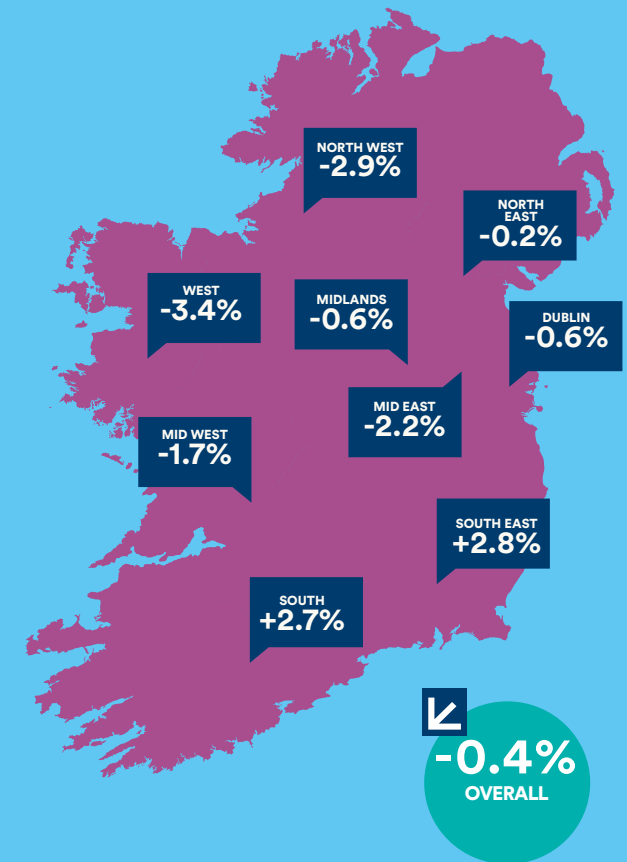 NORTH WEST
-2.9%
NORTH
EAST
-0.2%
WEST
-3.4%
MIDLANDS
-0.6%
DUBLIN
-0.6%
MID EAST
-2.2%
MID WEST
-1.7%
SOUTH EAST
+2.8%
SOUTH
+2.7%
-0.4%
OVERALL